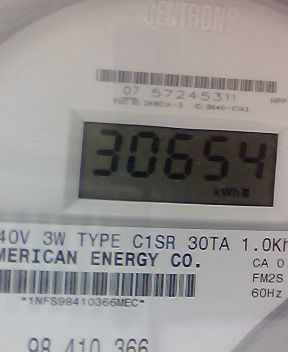 CENTRON®
07 57245311
30654
kWh
40V 3W TYPE C1SR 30TA 1.0Kh
MERICAN ENERGY CO.
CA 0.
FM2S
60Hz
*1NFS98410366MEC*
98 410 366